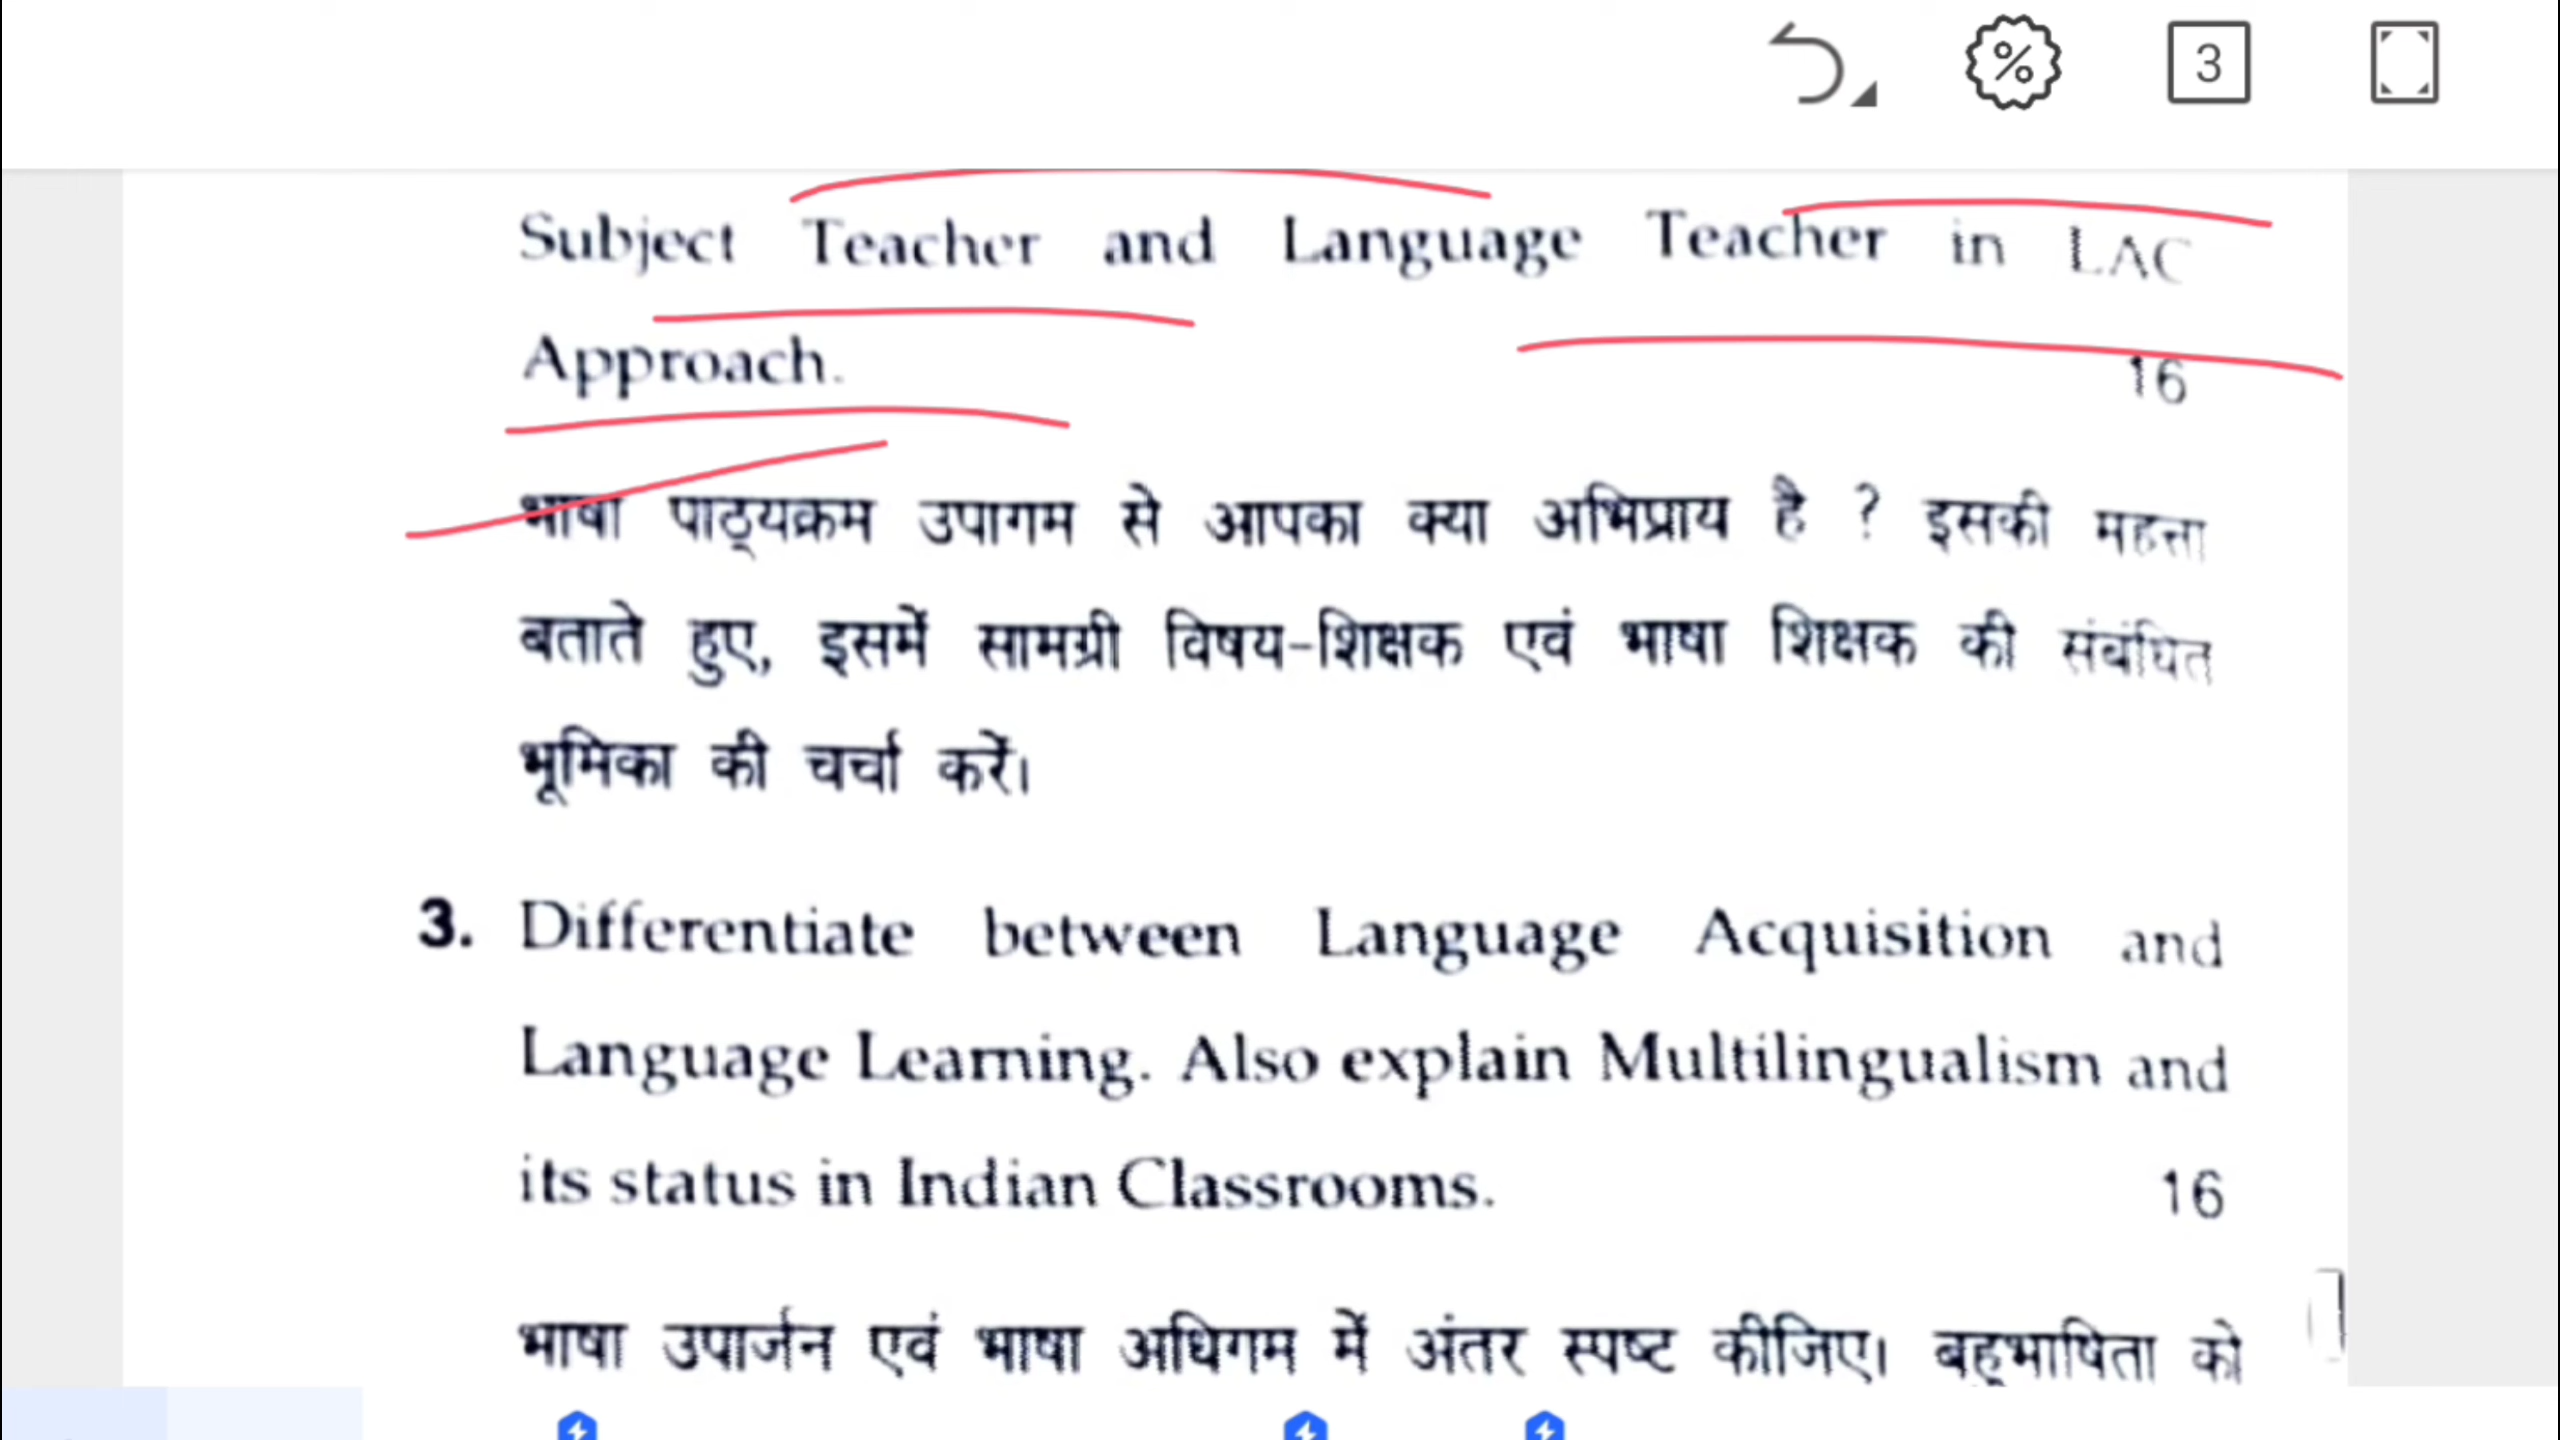 3
Subject Teacher and Language Teacher in LAC
Approach. 16
भाषा पाठ्यक्रम उपागम से आपका क्या अभिप्राय है ? इसकी महत्ता
बताते हुए, इसमें सामग्री विषय-शिक्षक एवं भाषा शिक्षक की संबंधित
भूमिका की चर्चा करें।
3. Differentiate between Language Acquisition and
Language Learning. Also explain Multilingualism and
its status in Indian Classrooms. 16
भाषा उपार्जन एवं भाषा अधिगम में अंतर स्पष्ट कीजिए। बहुभाषिता को